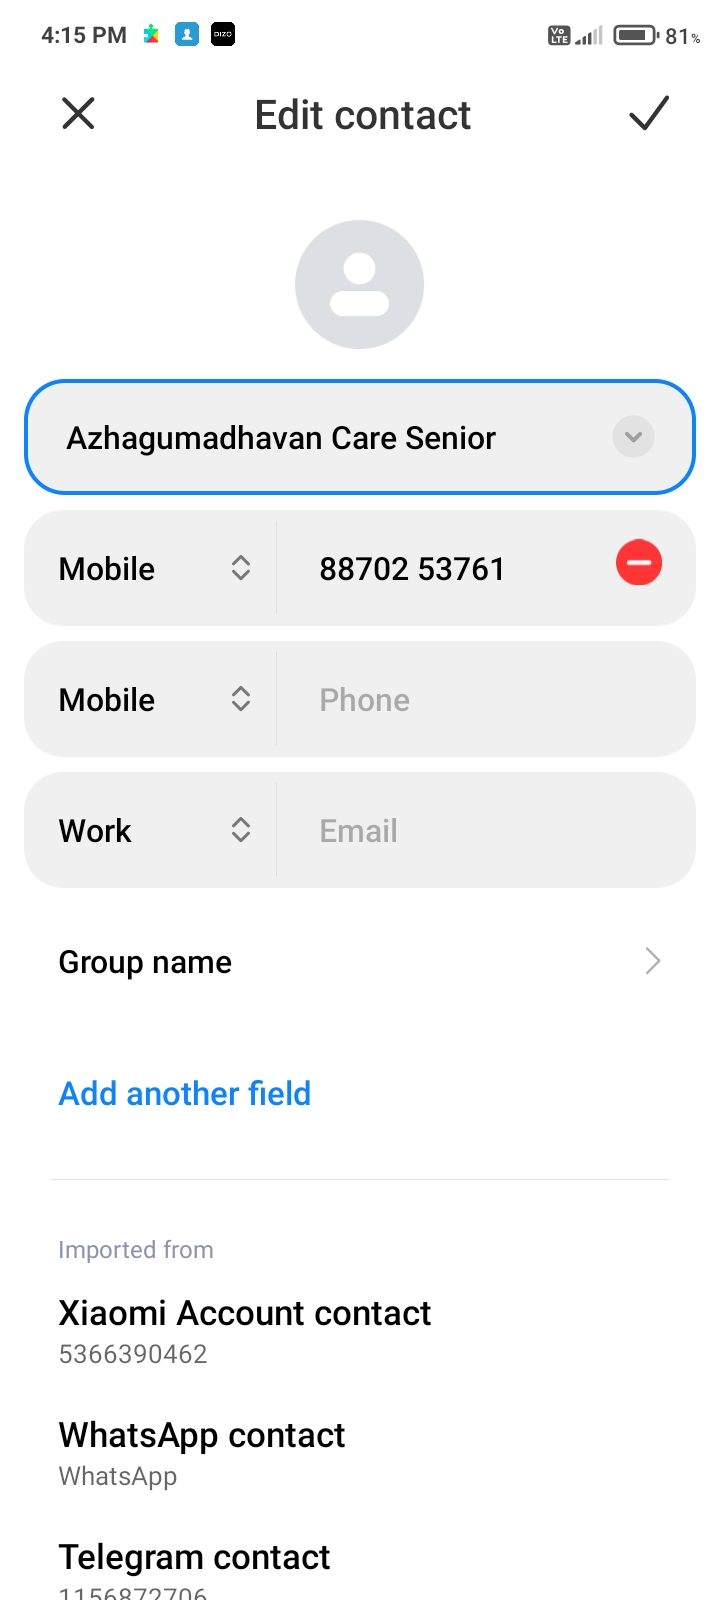 4:15 PM DIZO Vo LTE 81%
Edit contact
Azhagumadhavan Care Senior
Mobile 88702 53761
Mobile Phone
Work Email
Group name
Add another field
Imported from
Xiaomi Account contact
5366390462
WhatsApp contact
WhatsApp
Telegram contact
1156872706